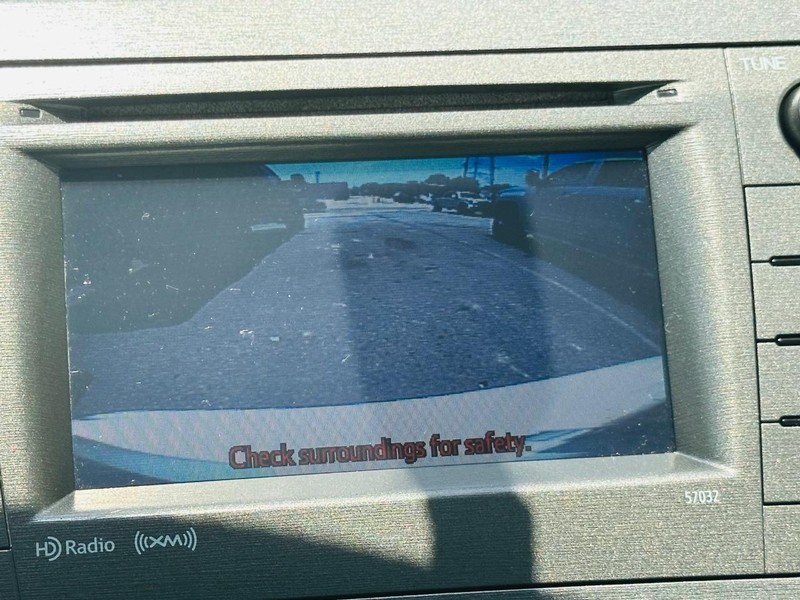 TUNE
Check surroundings for safety.
57032
HD Radio ((XM))